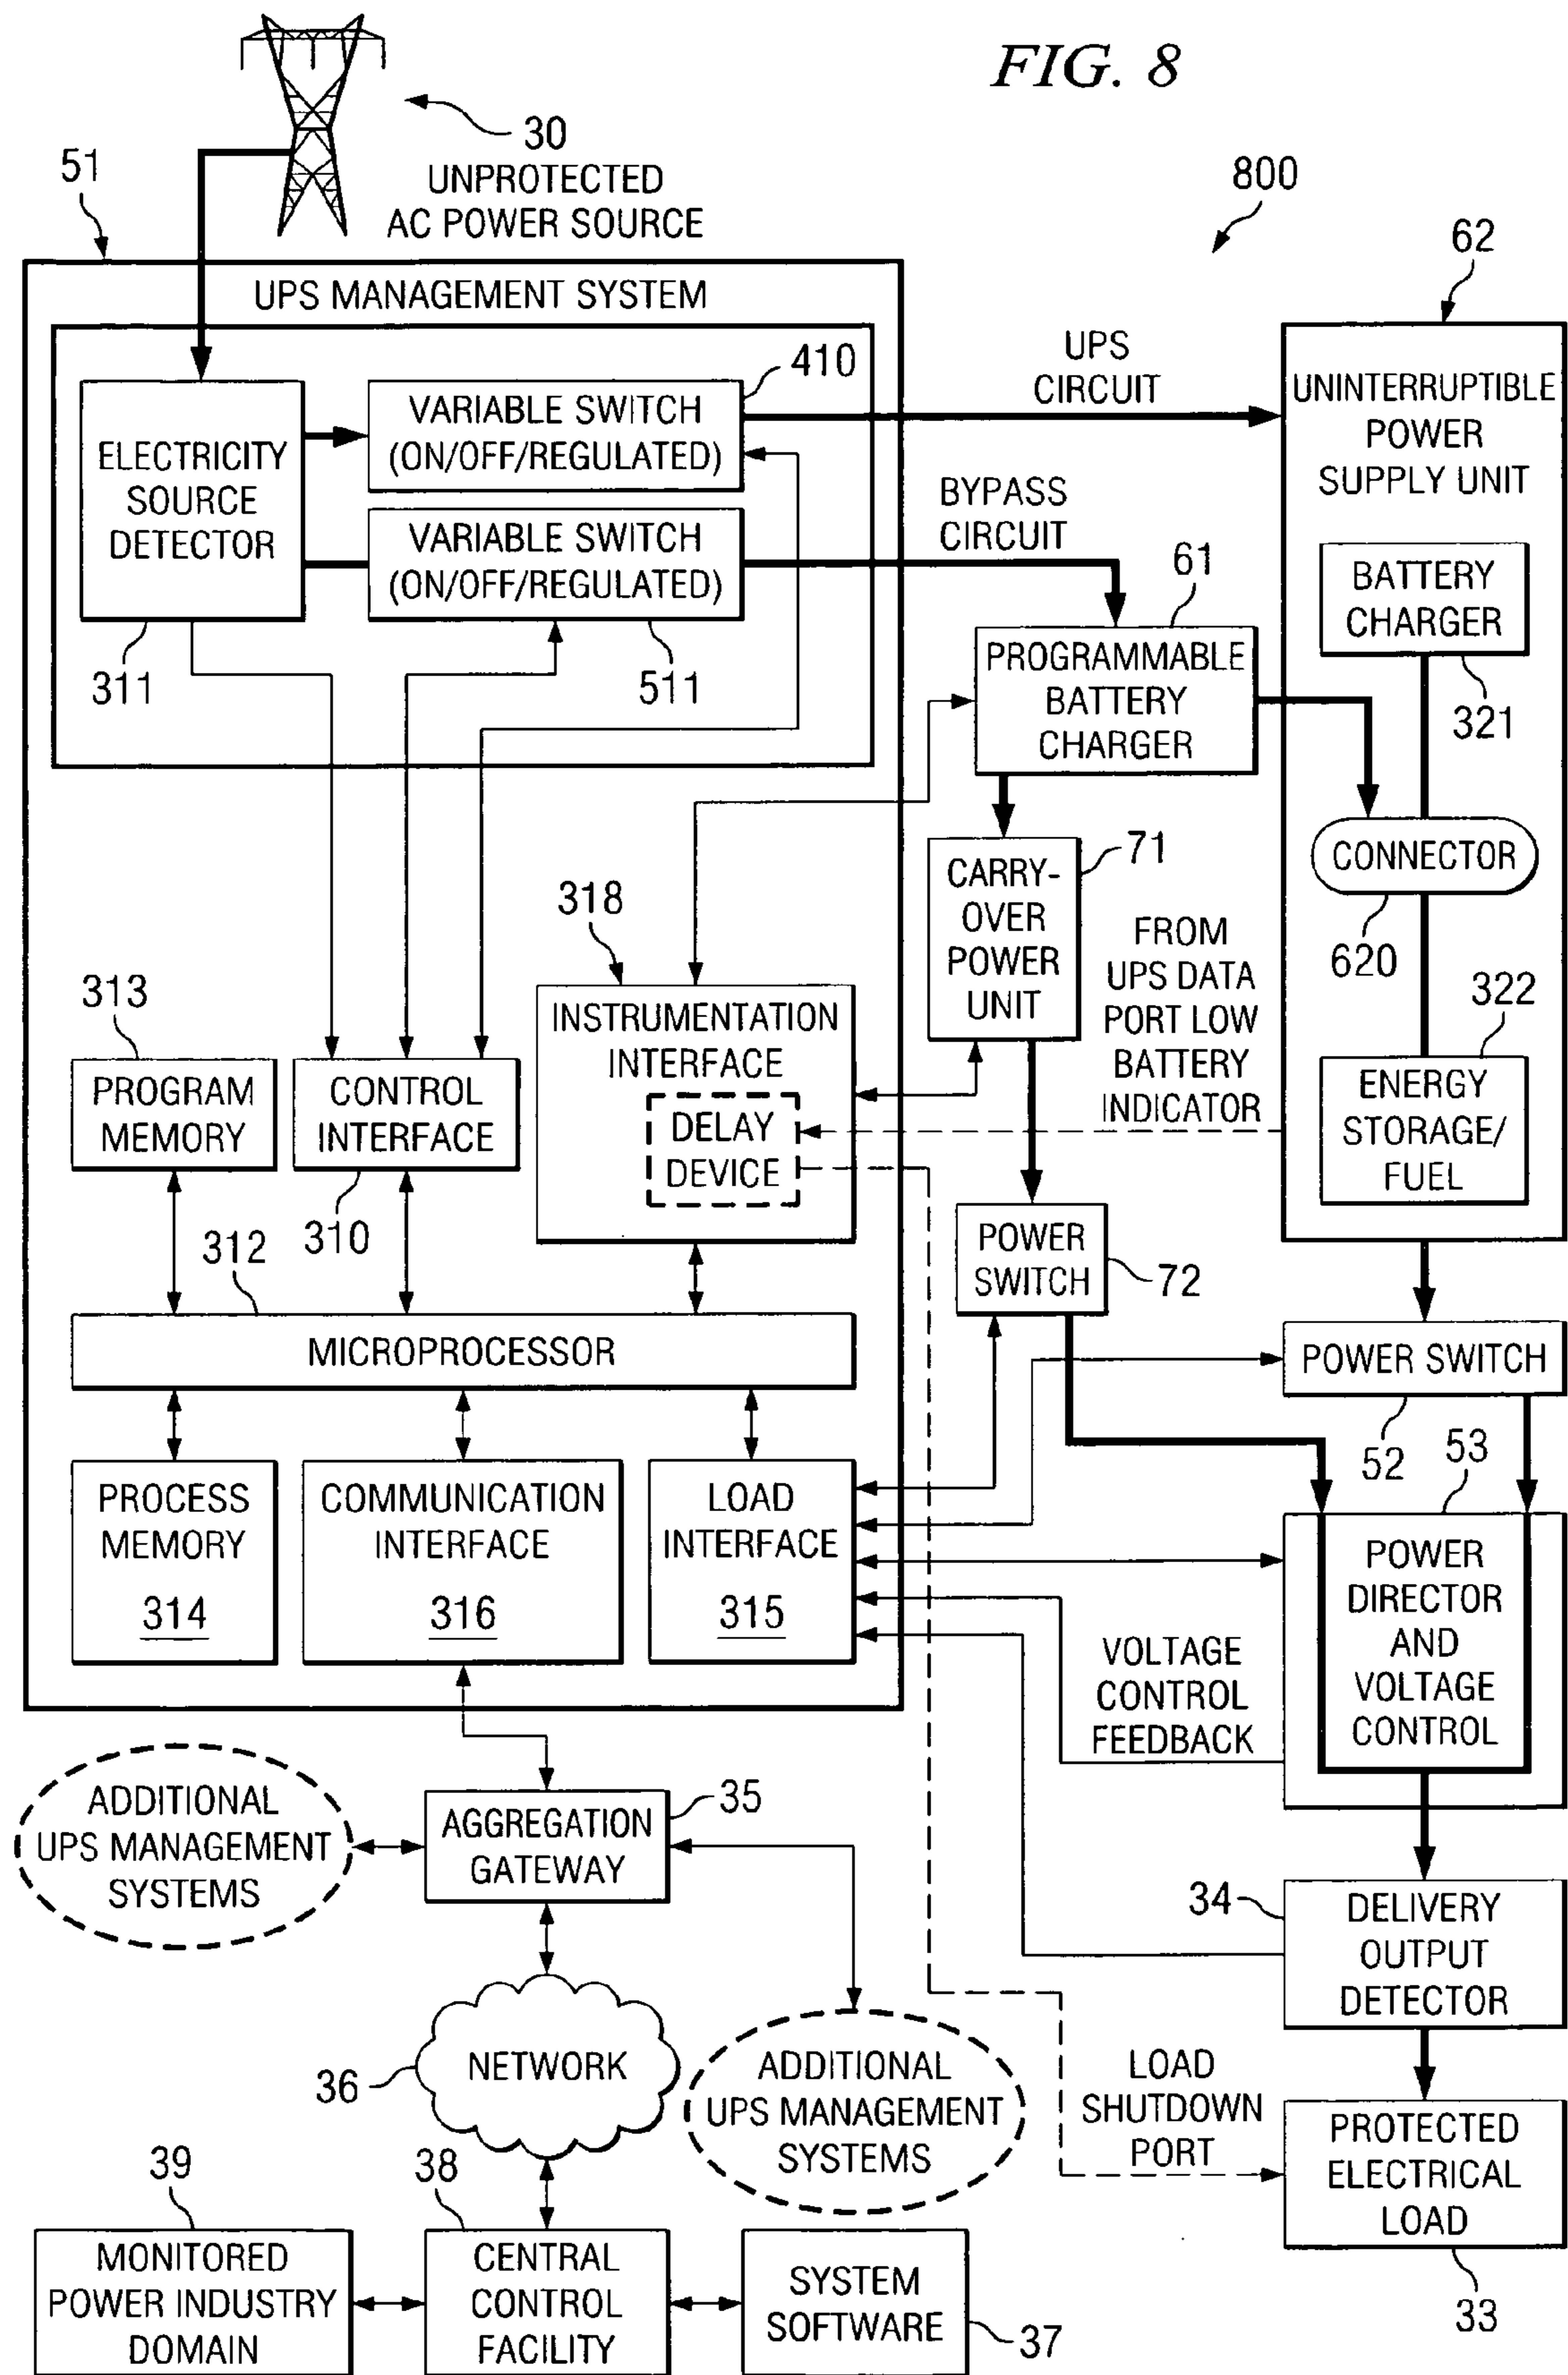 FIG. 8
30
UNPROTECTED
AC POWER SOURCE
51
800
62
UPS MANAGEMENT SYSTEM
410
UPS
CIRCUIT
UNINTERRUPTIBLE
POWER
SUPPLY UNIT
ELECTRICITY
SOURCE
DETECTOR
VARIABLE SWITCH
(ON/OFF/REGULATED)
VARIABLE SWITCH
(ON/OFF/REGULATED)
BYPASS
CIRCUIT
61
BATTERY
CHARGER
311
511
321
PROGRAMMABLE
BATTERY
CHARGER
71
CONNECTOR
620
CARRY-
OVER
POWER
UNIT
FROM
UPS DATA
PORT LOW
BATTERY
INDICATOR
318
322
313
INSTRUMENTATION
INTERFACE
PROGRAM
MEMORY
CONTROL
INTERFACE
DELAY
DEVICE
ENERGY
STORAGE/
FUEL
310
312
POWER
SWITCH
72
MICROPROCESSOR
POWER SWITCH
52
53
PROCESS
MEMORY
314
COMMUNICATION
INTERFACE
316
LOAD
INTERFACE
315
POWER
DIRECTOR
AND
VOLTAGE
CONTROL
VOLTAGE
CONTROL
FEEDBACK
ADDITIONAL
UPS MANAGEMENT
SYSTEMS
35
AGGREGATION
GATEWAY
34
DELIVERY
OUTPUT
DETECTOR
36
NETWORK
ADDITIONAL
UPS MANAGEMENT
SYSTEMS
LOAD
SHUTDOWN
PORT
PROTECTED
ELECTRICAL
LOAD
33
39
38
MONITORED
POWER INDUSTRY
DOMAIN
CENTRAL
CONTROL
FACILITY
SYSTEM
SOFTWARE
37